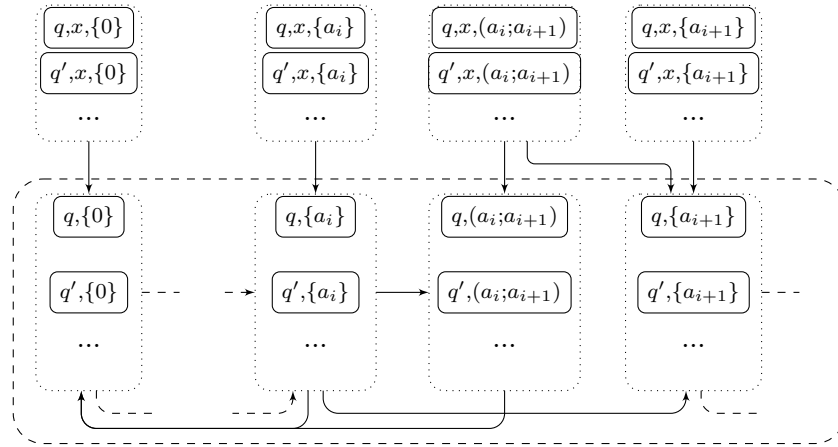 q,x,{0} q,x,{a_i} q,x,(a_i;a_{i+1}) q,x,{a_{i+1}}
q′,x,{0} q′,x,{a_i} q′,x,(a_i;a_{i+1}) q′,x,{a_{i+1}}
... ... ... ...
q,{0} q,{a_i} q,(a_i;a_{i+1}) q,{a_{i+1}}
q′,{0} q′,{a_i} q′,(a_i;a_{i+1}) q′,{a_{i+1}}
... ... ... ...